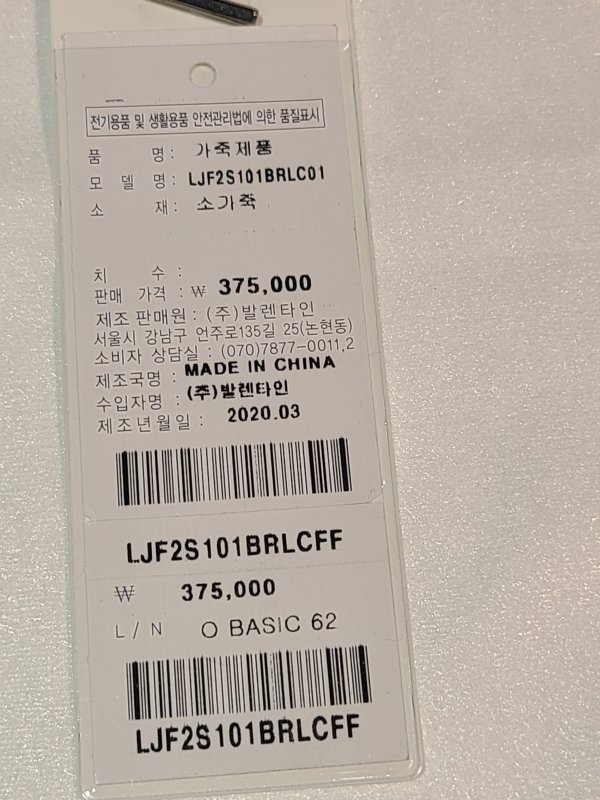 전기용품 및 생활용품 안전관리법에 의한 품질표시
품 명 : 가죽제품
모 델 명 : LJF2S101BRLC01
소 재 : 소가죽
치 수 :
판매 가격 : ₩ 375,000
제조 판매원 : (주)발렌타인
서울시 강남구 언주로135길 25(논현동)
소비자 상담실 : (070)7877-0011,2
제조국명 : MADE IN CHINA
수입자명 : (주)발렌타인
제조년월일 : 2020.03
LJF2S101BRLCFF
₩ 375,000
L / N O BASIC 62
LJF2S101BRLCFF